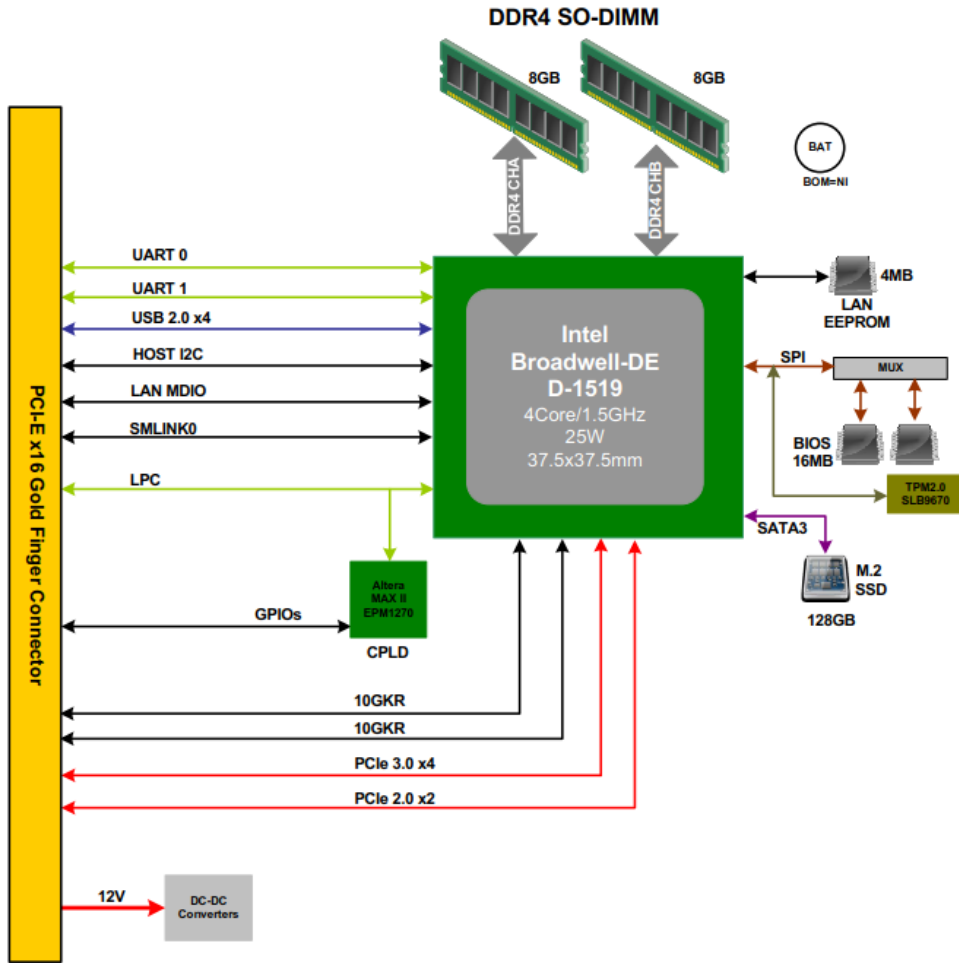 DDR4 SO-DIMM
8GB
8GB
DDR4 CHA
DDR4 CHB
BAT
BOM=NI
PCI-E x16 Gold Finger Connector
UART 0
UART 1
USB 2.0 x4
HOST I2C
LAN MDIO
SMLINK0
LPC
Intel
Broadwell-DE
D-1519
4Core/1.5GHz
25W
37.5x37.5mm
4MB
LAN
EEPROM
SPI
MUX
BIOS
16MB
TPM2.0
SLB9670
SATA3
M.2
SSD
128GB
Altera
MAX II
EPM1270
CPLD
GPIOs
10GKR
10GKR
PCIe 3.0 x4
PCIe 2.0 x2
12V
DC-DC
Converters